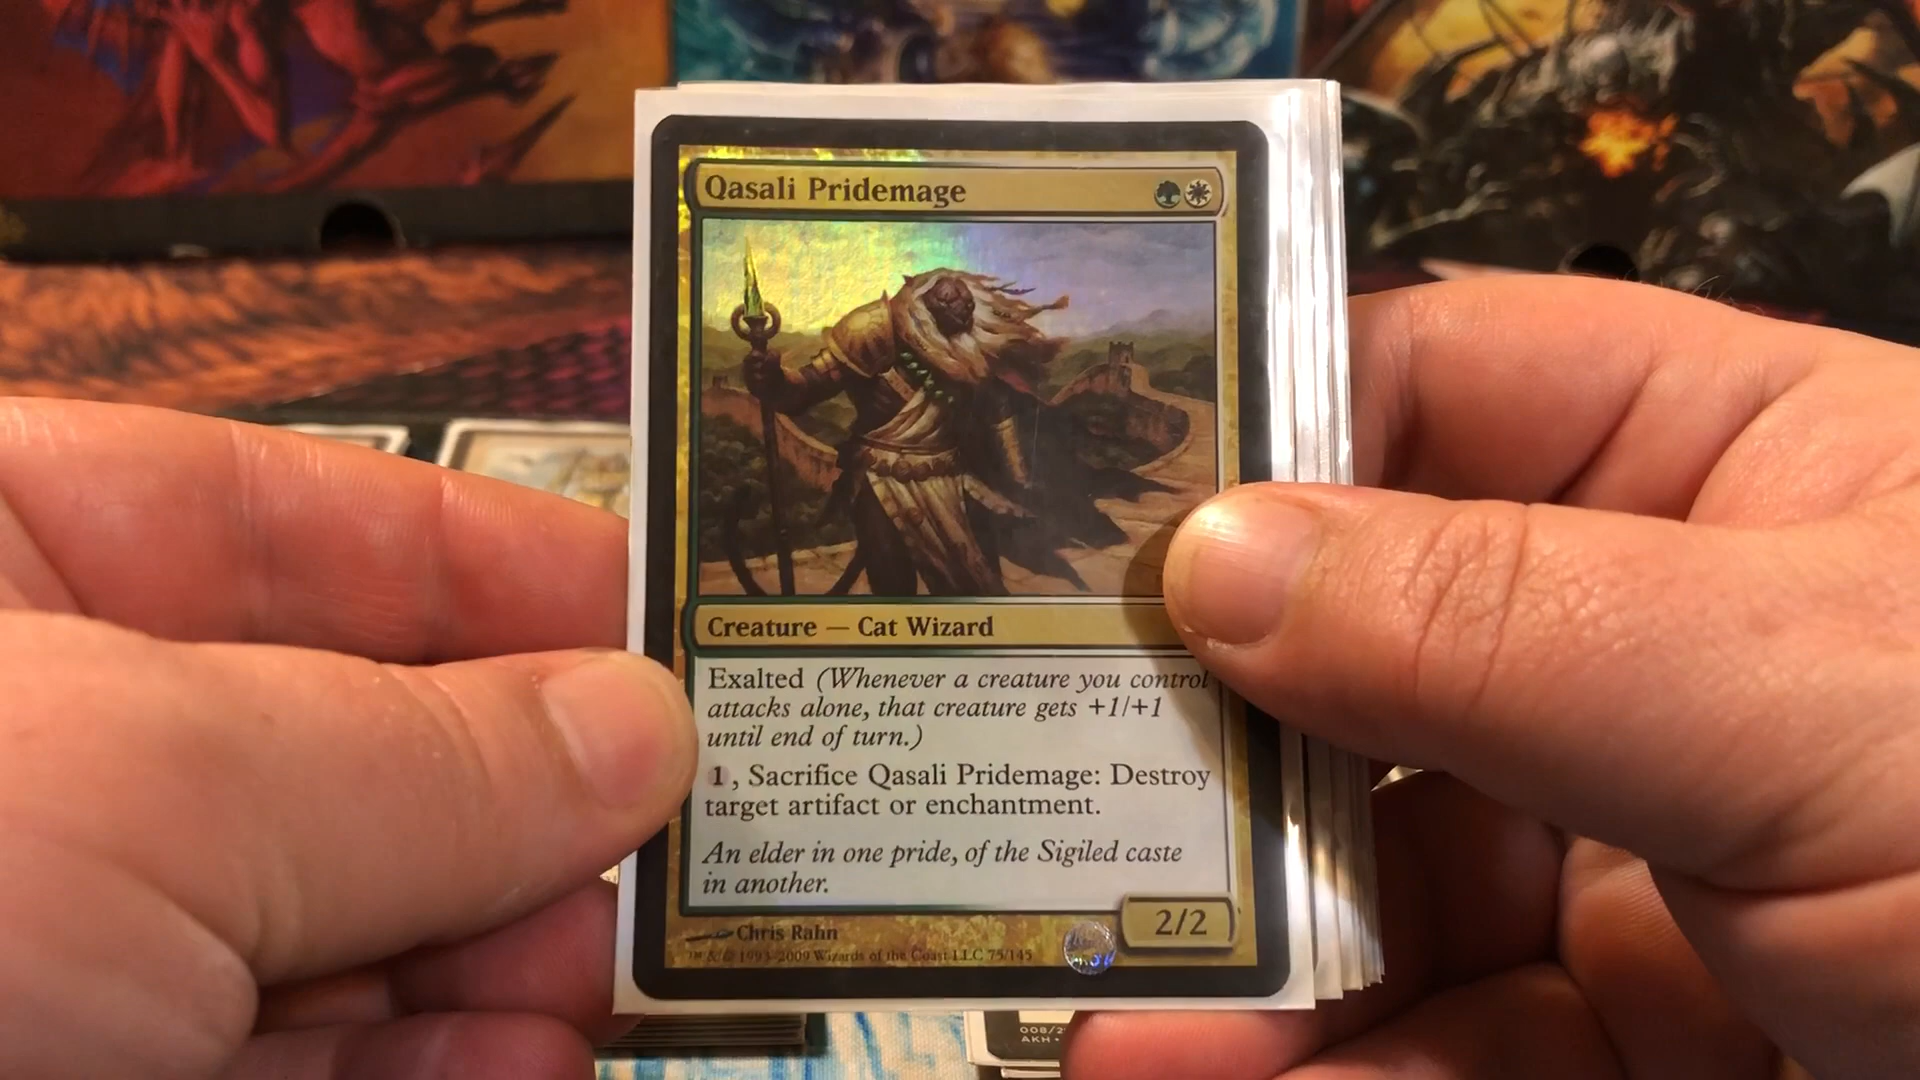 Qasali Pridemage
Creature — Cat Wizard
Exalted (Whenever a creature you control
attacks alone, that creature gets +1/+1
until end of turn.)
1, Sacrifice Qasali Pridemage: Destroy
target artifact or enchantment.
An elder in one pride, of the Sigiled caste
in another.
2/2
Chris Rahn
™ & © 1993-2009 Wizards of the Coast LLC 75/145
008/2
AKH •